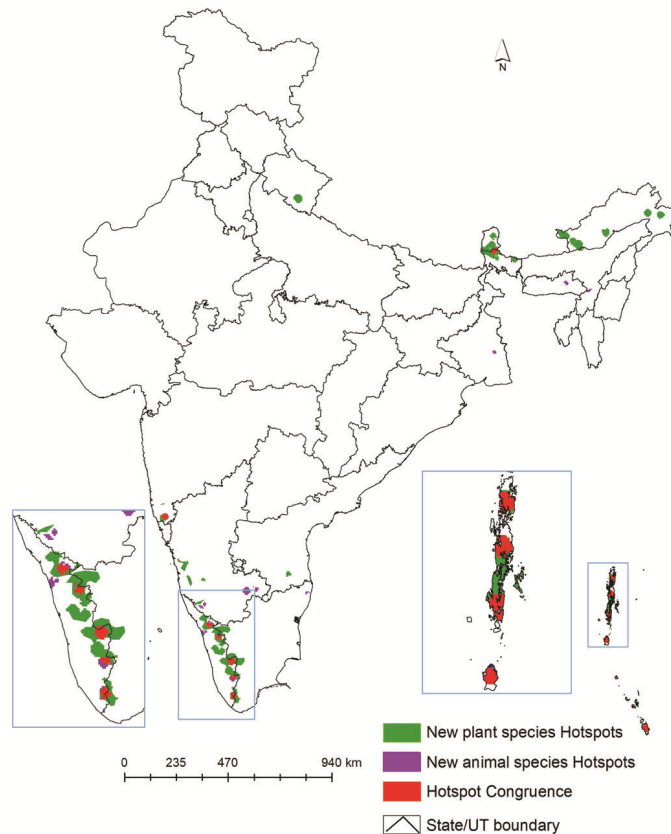 N
New plant species Hotspots
New animal species Hotspots
Hotspot Congruence
State/UT boundary
0 235 470 940 km